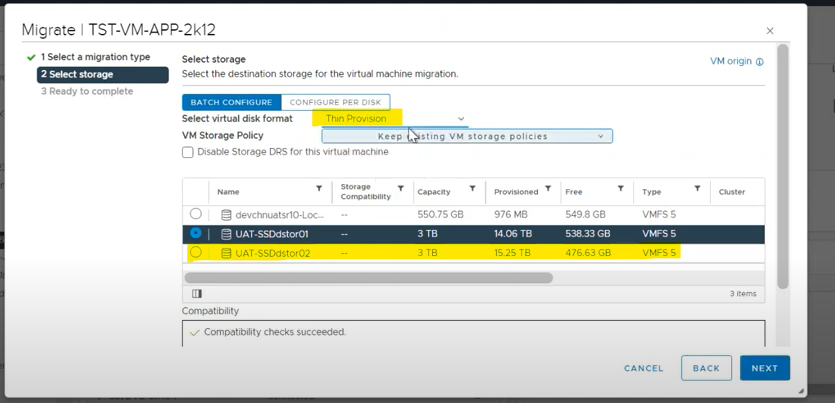 Migrate | TST-VM-APP-2k12
1 Select a migration type
2 Select storage
3 Ready to complete
Select storage
VM origin
Select the destination storage for the virtual machine migration.
BATCH CONFIGURE CONFIGURE PER DISK
Select virtual disk format Thin Provision
VM Storage Policy Keep existing VM storage policies
Disable Storage DRS for this virtual machine
Name Storage Compatibility Capacity Provisioned Free Type Cluster
devchnuatsr10-Loc... -- 550.75 GB 976 MB 549.8 GB VMFS 5
UAT-SSDdstor01 -- 3 TB 14.06 TB 538.33 GB VMFS 5
UAT-SSDdstor02 -- 3 TB 15.25 TB 476.63 GB VMFS 5
3 items
Compatibility
Compatibility checks succeeded.
CANCEL BACK NEXT